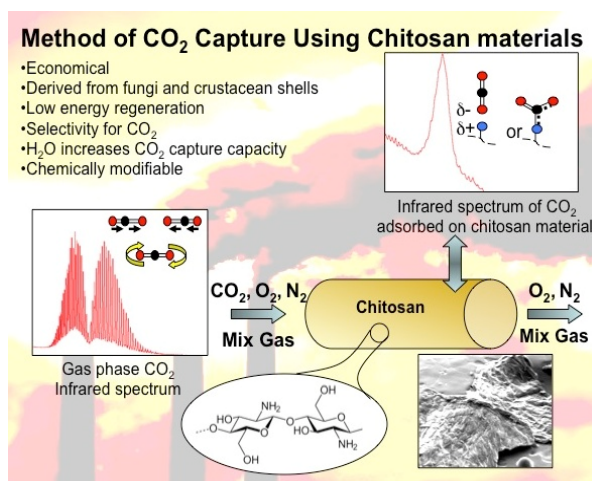 Method of CO₂ Capture Using Chitosan materials
•Economical
•Derived from fungi and crustacean shells
•Low energy regeneration
•Selectivity for CO₂
•H₂O increases CO₂ capture capacity
•Chemically modifiable
δ-
δ+
or
Infrared spectrum of CO₂
adsorbed on chitosan material
Gas phase CO₂
Infrared spectrum
CO₂, O₂, N₂
Mix Gas
Chitosan
O₂, N₂
Mix Gas
OH
NH₂
HO
O
O
O
HO
O
OH
NH₂